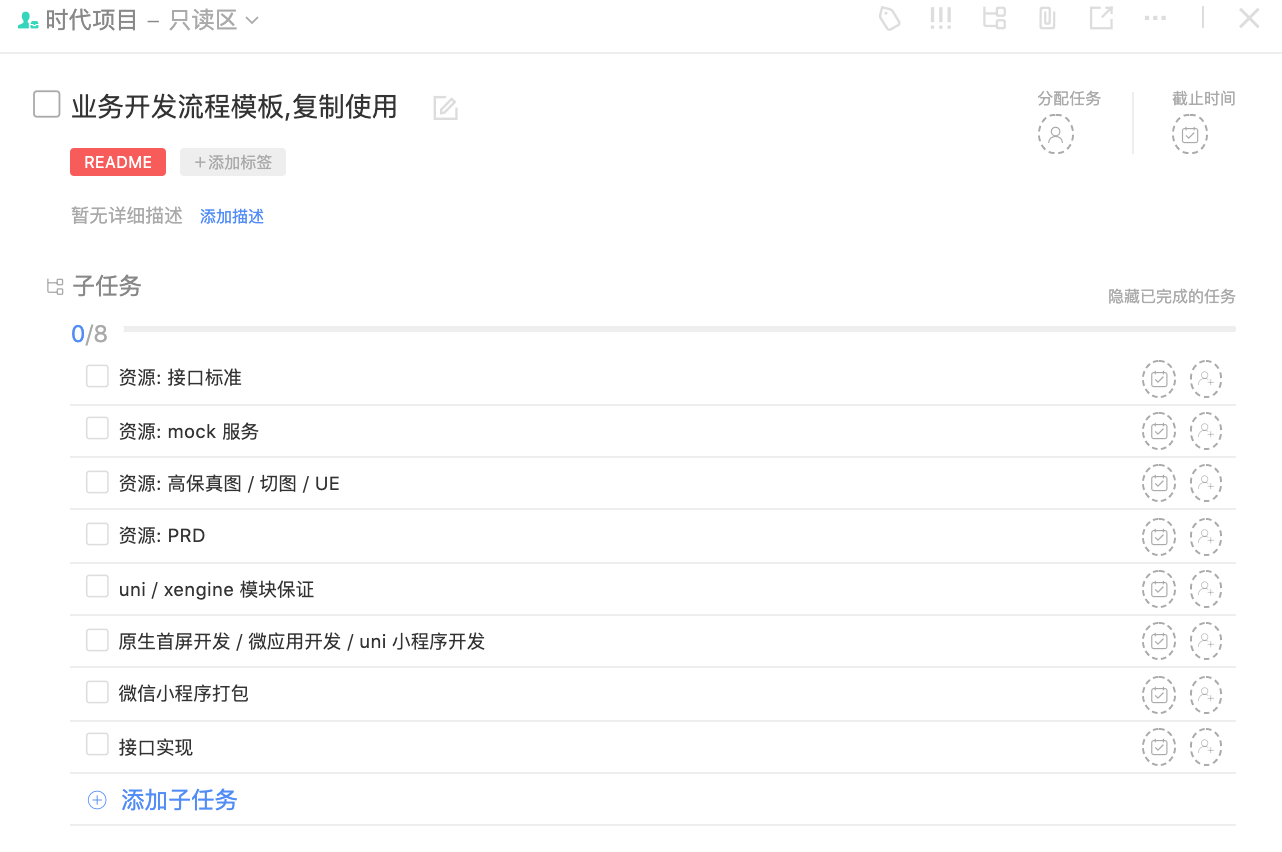 时代项目 – 只读区
业务开发流程模板,复制使用
分配任务
截止时间
README
+添加标签
暂无详细描述 添加描述
子任务
隐藏已完成的任务
0/8
资源: 接口标准
资源: mock 服务
资源: 高保真图 / 切图 / UE
资源: PRD
uni / xengine 模块保证
原生首屏开发 / 微应用开发 / uni 小程序开发
微信小程序打包
接口实现
添加子任务